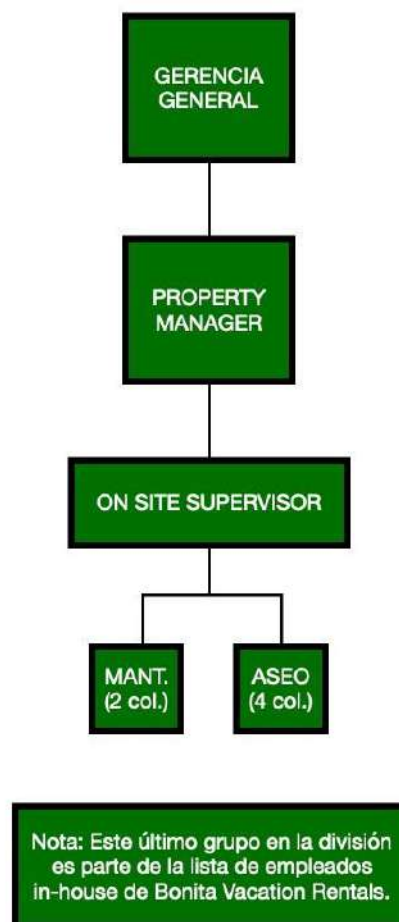 GERENCIA
GENERAL
PROPERTY
MANAGER
ON SITE SUPERVISOR
MANT.
(2 col.)
ASEO
(4 col.)
Nota: Este último grupo en la división
es parte de la lista de empleados
in-house de Bonita Vacation Rentals.